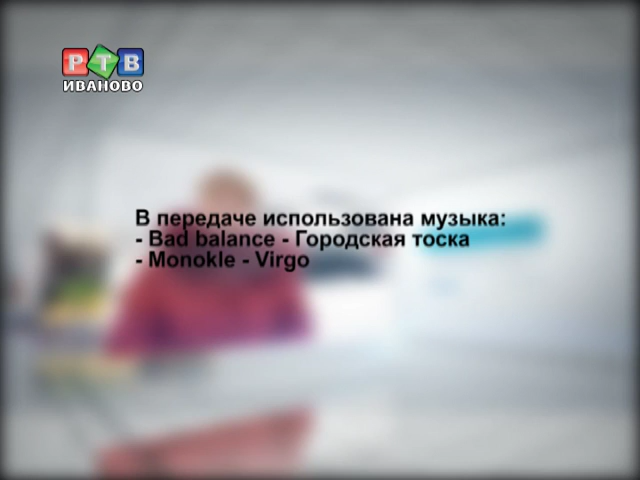 РТВ
ИВАНОВО
В передаче использована музыка:
- Bad balance - Городская тоска
- Monokle - Virgo